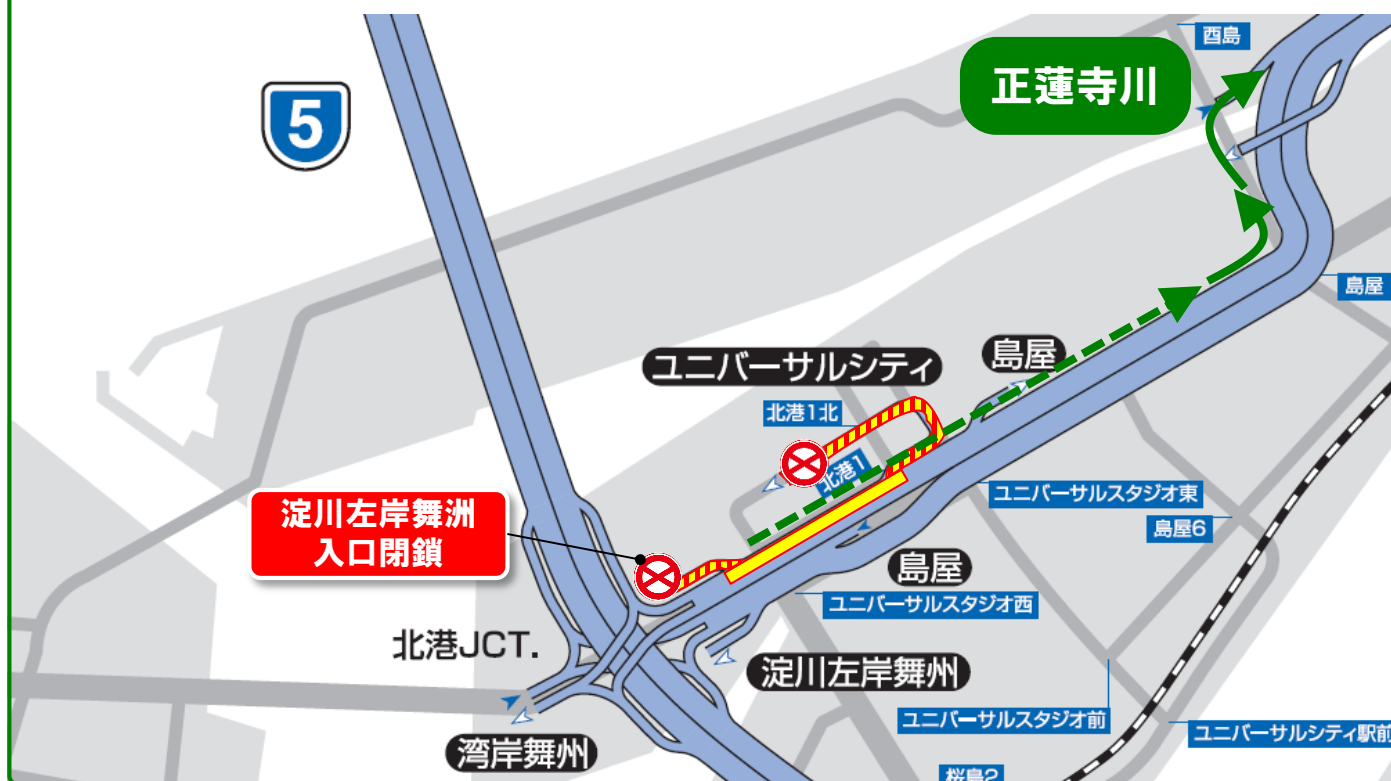 酉島
正蓮寺川
5
島屋
島屋
ユニバーサルシティ
北港1北
北港1
ユニバーサルスタジオ東
淀川左岸舞洲
入口閉鎖
島屋6
島屋
ユニバーサルスタジオ西
北港JCT.
淀川左岸舞州
ユニバーサルスタジオ前
ユニバーサルシティ駅前
湾岸舞州
桜島2